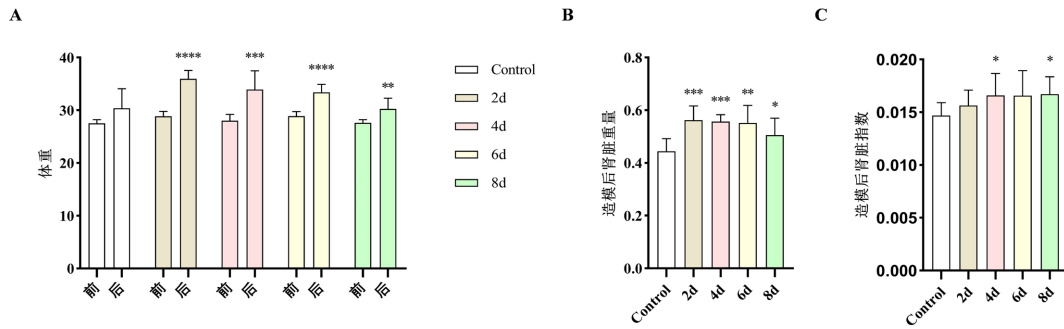 A
体重
40
30
20
10
0
**** *** **** **
前 后 前 后 前 后 前 后 前 后
Control
2d
4d
6d
8d
B
造模后肾脏重量
0.8
0.6
0.4
0.2
0.0
*** *** ** *
Control 2d 4d 6d 8d
C
造模后肾脏指数
0.020
0.015
0.010
0.005
0.000
* *
Control 2d 4d 6d 8d